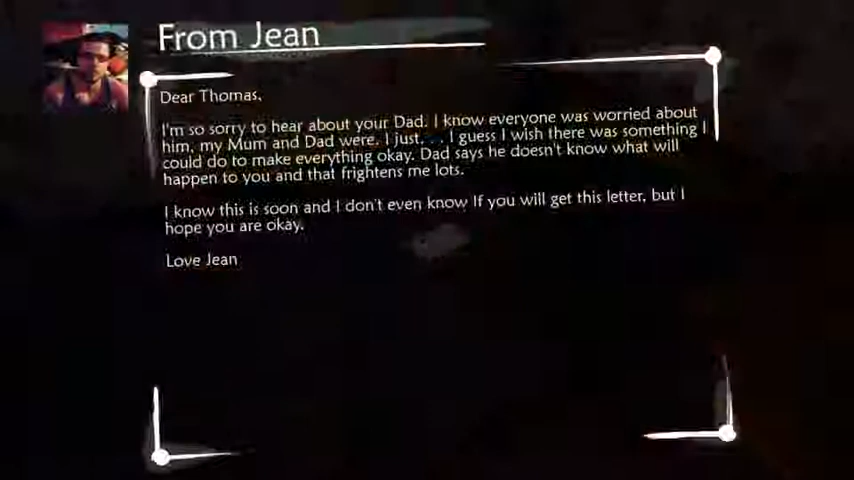 From Jean
Dear Thomas,
I'm so sorry to hear about your Dad. I know everyone was worried about
him, my Mum and Dad were. I just. . . I guess I wish there was something I
could do to make everything okay. Dad says he doesn't know what will
happen to you and that frightens me lots.
I know this is soon and I don't even know If you will get this letter, but I
hope you are okay.
Love Jean